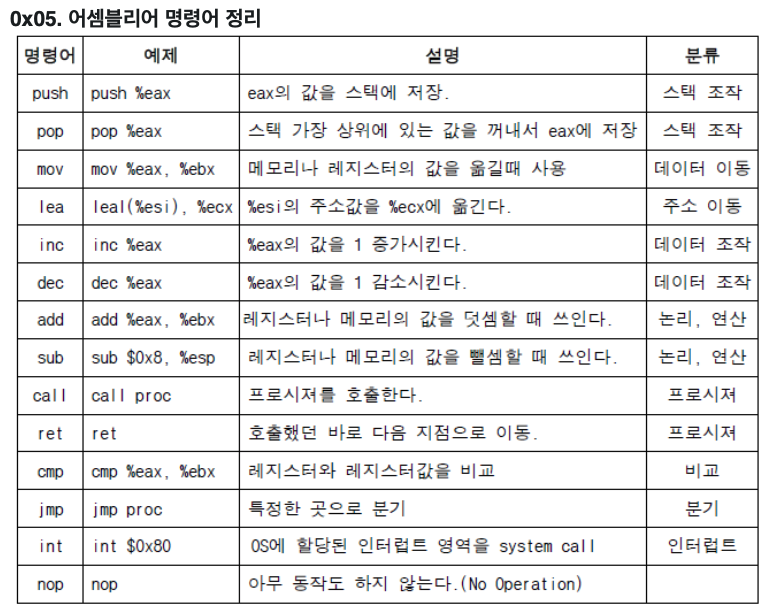 0x05. 어셈블리어 명령어 정리
명령어 예제 설명 분류
push push %eax eax의 값을 스택에 저장. 스택 조작
pop pop %eax 스택 가장 상위에 있는 값을 꺼내서 eax에 저장 스택 조작
mov mov %eax, %ebx 메모리나 레지스터의 값을 옮길때 사용 데이터 이동
lea leal(%esi), %ecx %esi의 주소값을 %ecx에 옮긴다. 주소 이동
inc inc %eax %eax의 값을 1 증가시킨다. 데이터 조작
dec dec %eax %eax의 값을 1 감소시킨다. 데이터 조작
add add %eax, %ebx 레지스터나 메모리의 값을 덧셈할 때 쓰인다. 논리, 연산
sub sub $0x8, %esp 레지스터나 메모리의 값을 뺄셈할 때 쓰인다. 논리, 연산
call call proc 프로시져를 호출한다. 프로시져
ret ret 호출했던 바로 다음 지점으로 이동. 프로시져
cmp cmp %eax, %ebx 레지스터와 레지스터값을 비교 비교
jmp jmp proc 특정한 곳으로 분기 분기
int int $0x80 OS에 할당된 인터럽트 영역을 system call 인터럽트
nop nop 아무 동작도 하지 않는다.(No Operation)